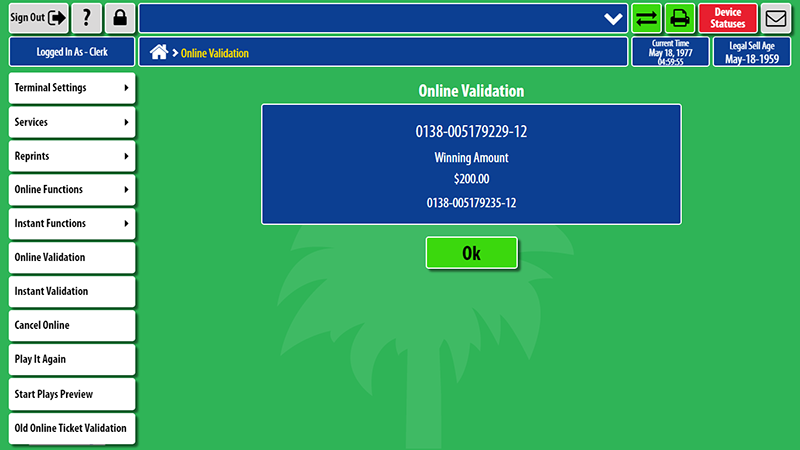 Sign Out
?
Device
Statuses
Logged In As - Clerk
Online Validation
Current Time
May 18, 1977
04:59:55
Legal Sell Age
May-18-1959
Terminal Settings
Services
Reprints
Online Functions
Instant Functions
Online Validation
Instant Validation
Cancel Online
Play It Again
Start Plays Preview
Old Online Ticket Validation
Online Validation
0138-005179229-12
Winning Amount
$200.00
0138-005179235-12
Ok